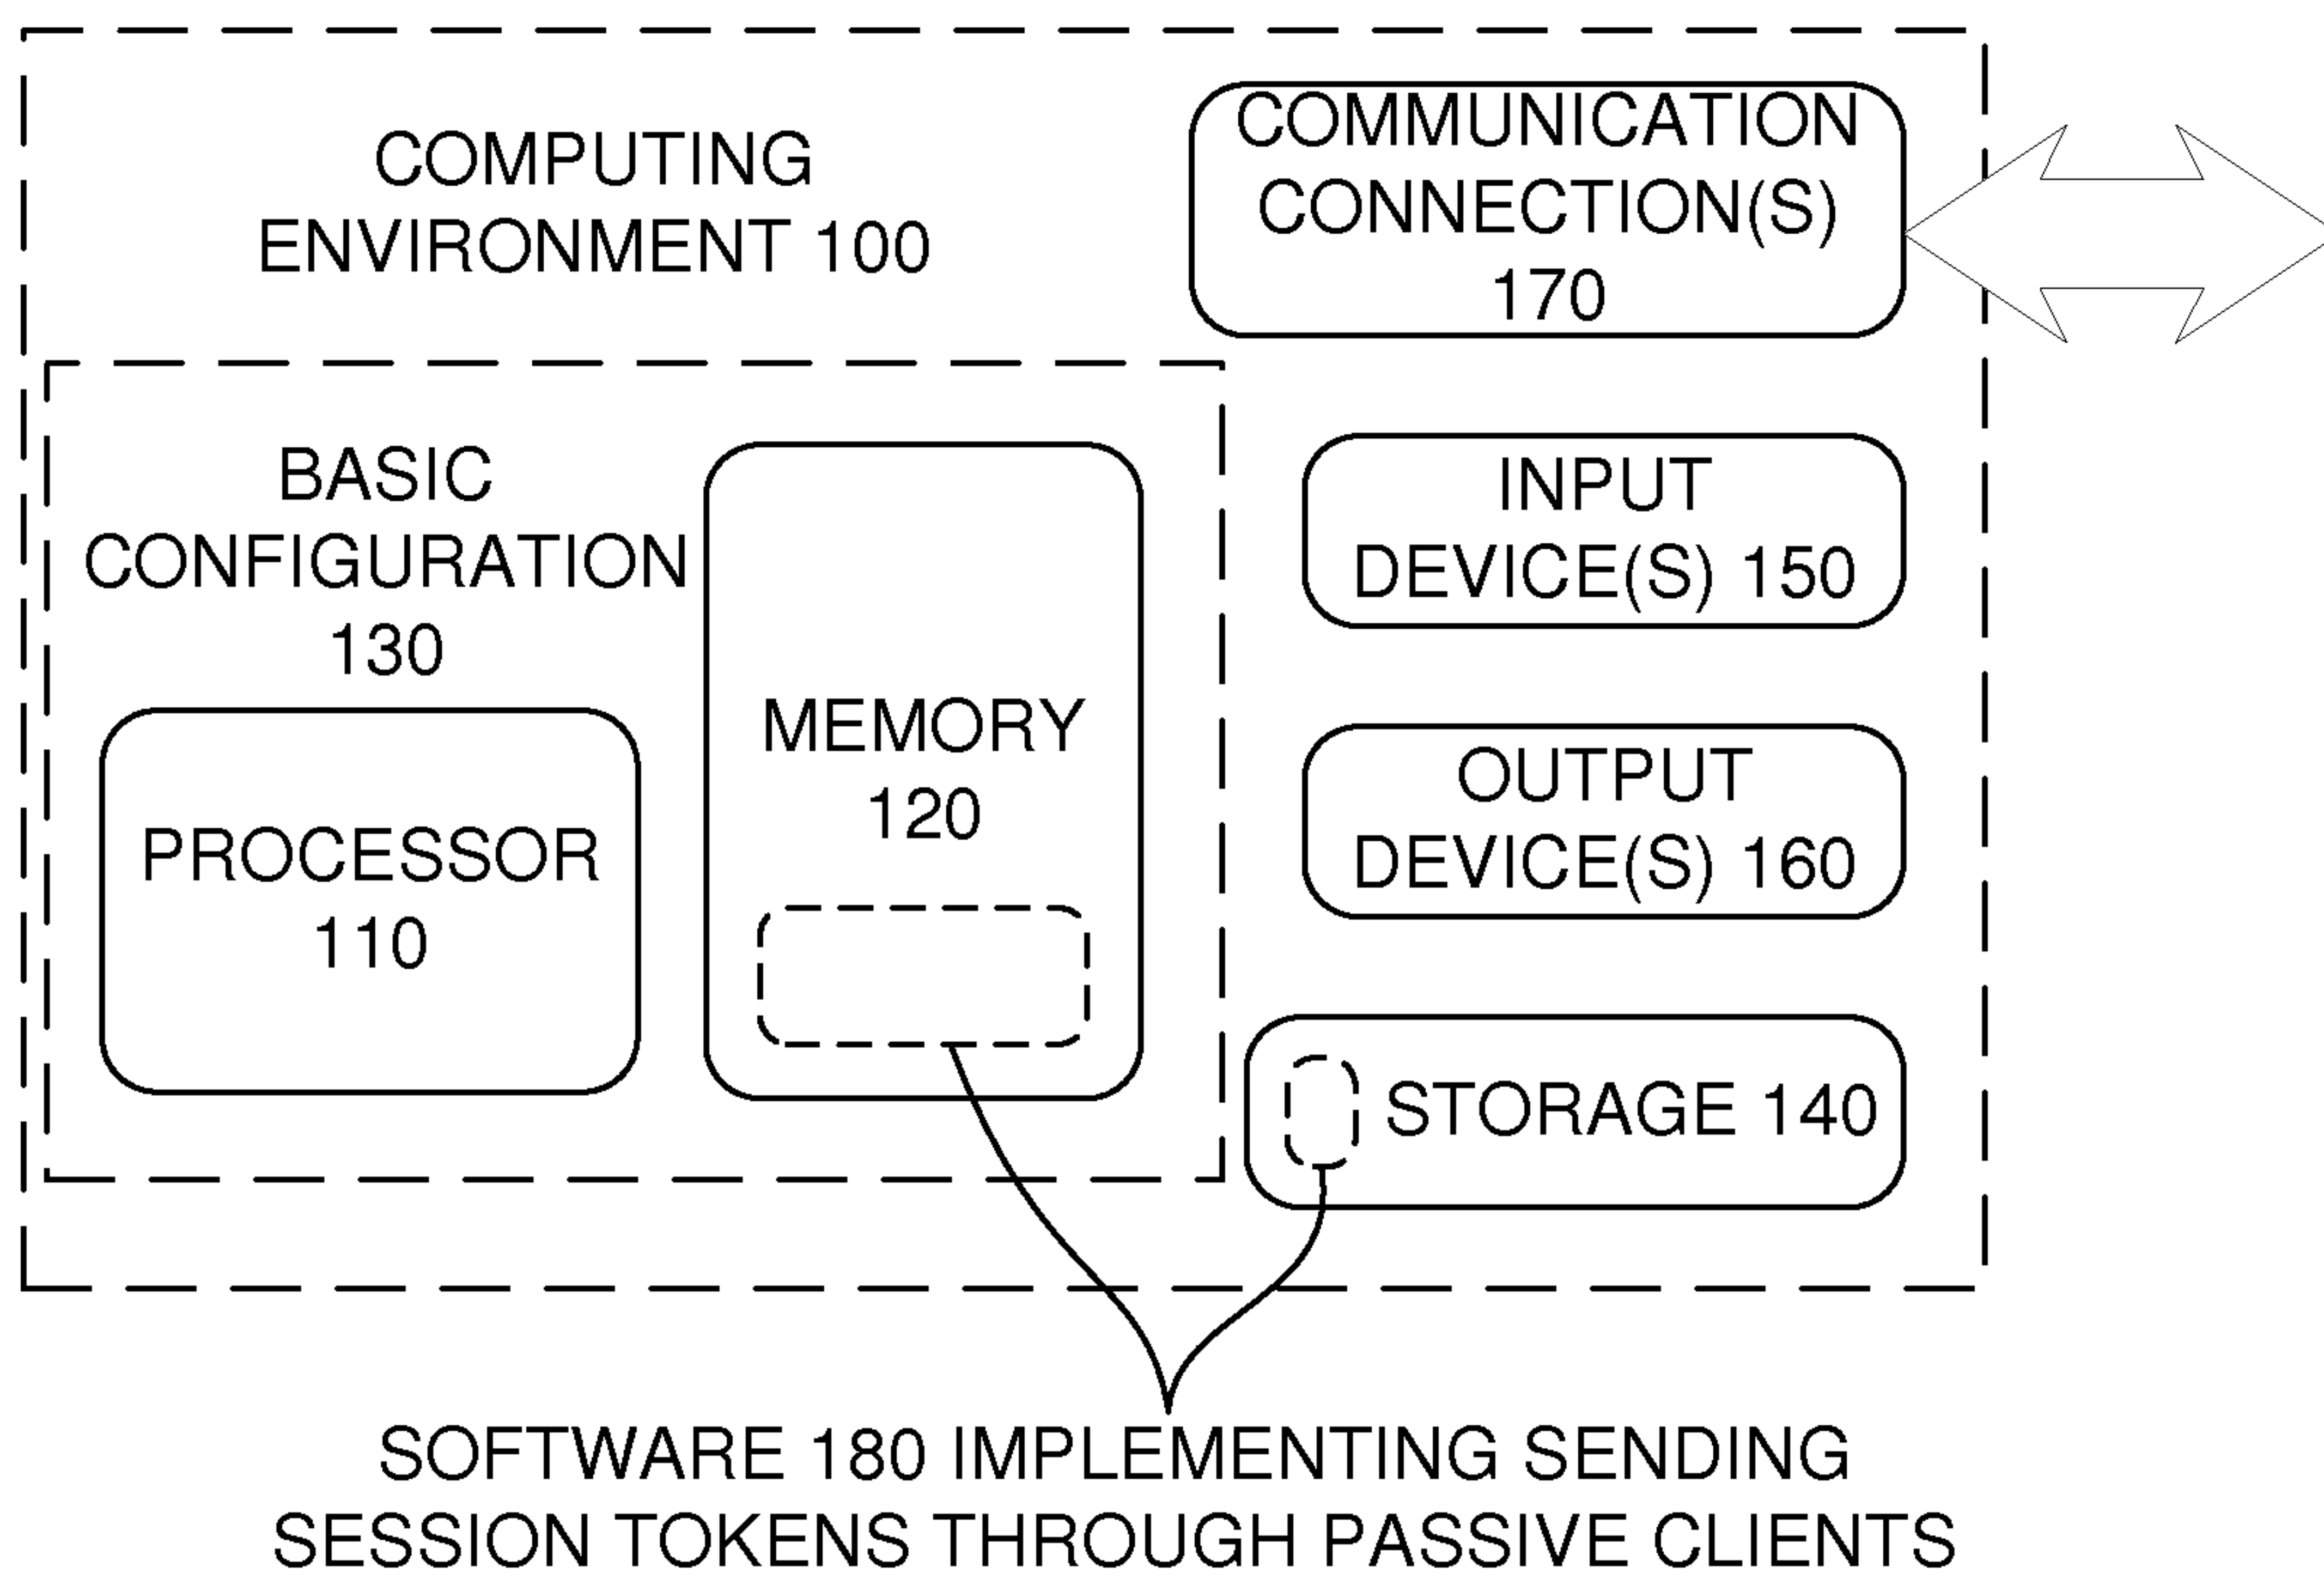 COMPUTING
ENVIRONMENT 100
COMMUNICATION
CONNECTION(S)
170
BASIC
CONFIGURATION
130
PROCESSOR
110
MEMORY
120
INPUT
DEVICE(S) 150
OUTPUT
DEVICE(S) 160
STORAGE 140
SOFTWARE 180 IMPLEMENTING SENDING
SESSION TOKENS THROUGH PASSIVE CLIENTS